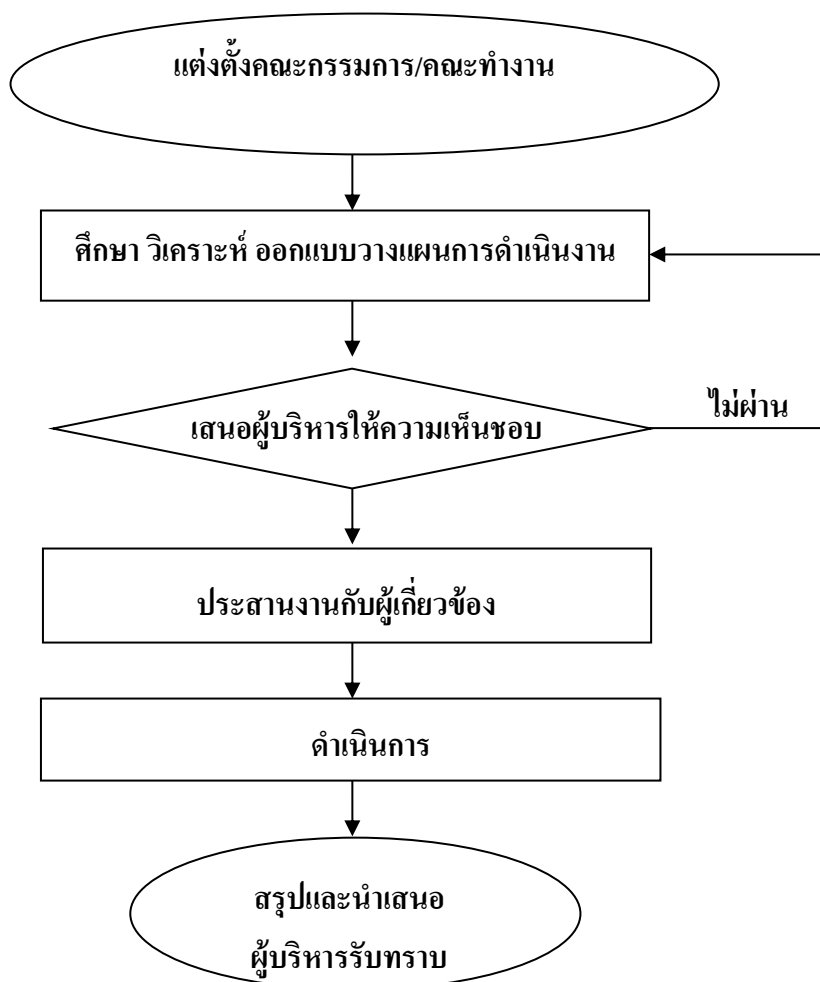 แต่งตั้งคณะกรรมการ/คณะทำงาน
ศึกษา วิเคราะห์ ออกแบบวางแผนการดำเนินงาน
ไม่ผ่าน
เสนอผู้บริหารให้ความเห็นชอบ
ประสานงานกับผู้เกี่ยวข้อง
ดำเนินการ
สรุปและนำเสนอ
ผู้บริหารรับทราบ